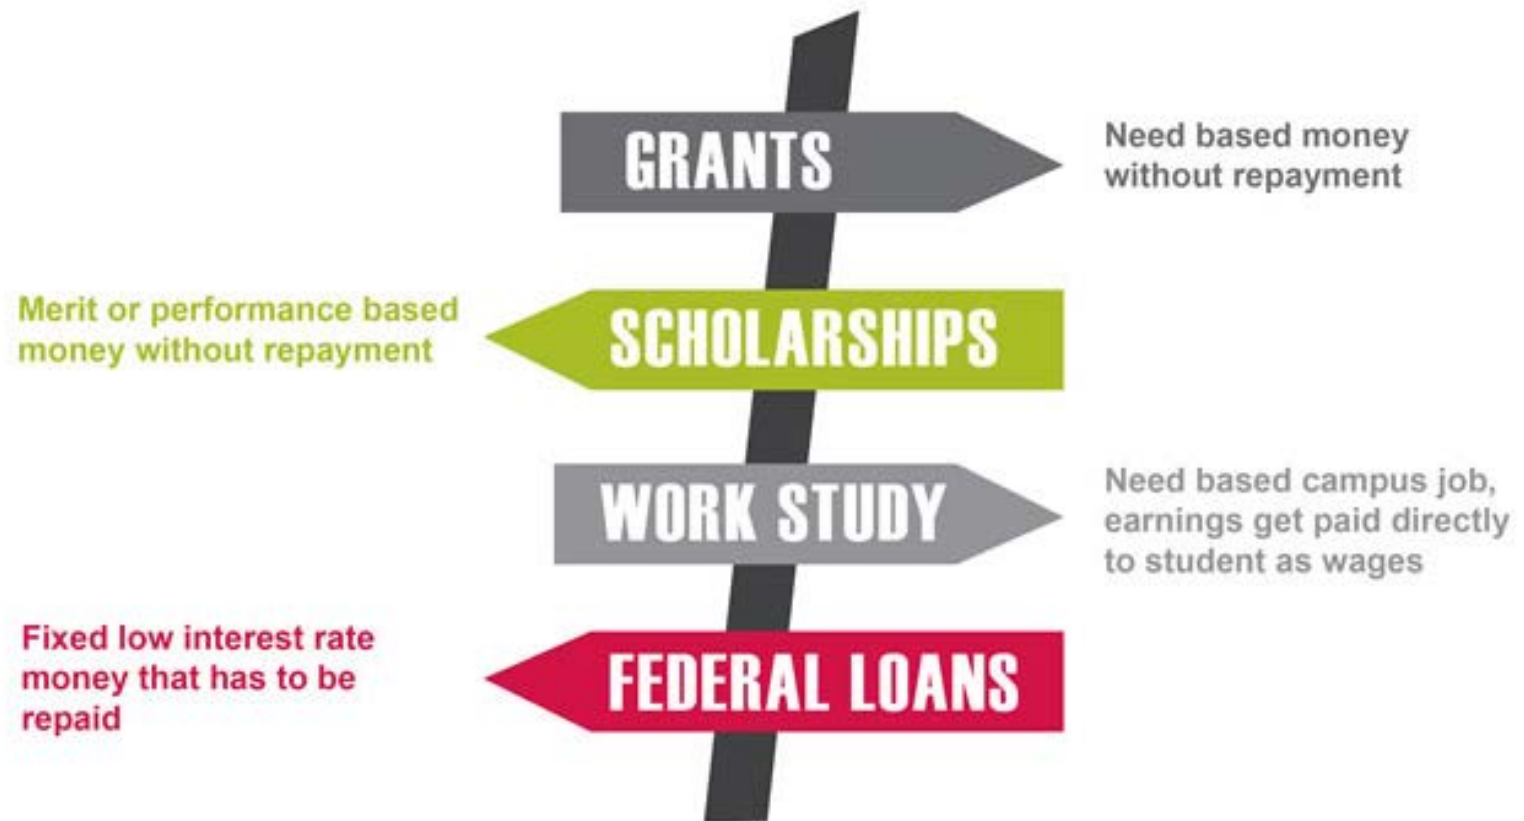 GRANTS
Need based money
without repayment
SCHOLARSHIPS
Merit or performance based
money without repayment
WORK STUDY
Need based campus job,
earnings get paid directly
to student as wages
FEDERAL LOANS
Fixed low interest rate
money that has to be
repaid